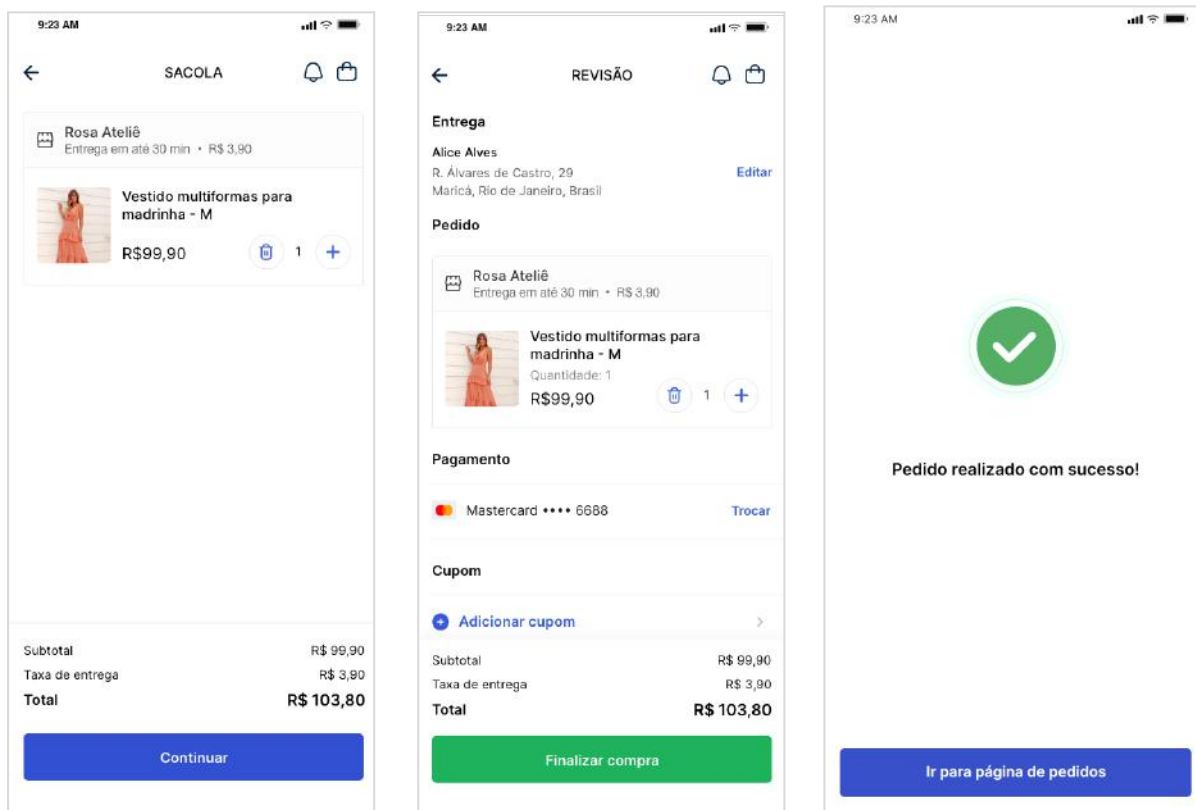 9:23 AM
SACOLA
Rosa Ateliê
Entrega em até 30 min • R$ 3,90
Vestido multiformas para
madrinha - M
R$99,90
1
Subtotal
R$ 99,90
Taxa de entrega
R$ 3,90
Total
R$ 103,80
Continuar
9:23 AM
REVISÃO
Entrega
Alice Alves
R. Álvares de Castro, 29
Editar
Maricá, Rio de Janeiro, Brasil
Pedido
Rosa Ateliê
Entrega em até 30 min • R$ 3,90
Vestido multiformas para
madrinha - M
Quantidade: 1
R$99,90
1
Pagamento
Mastercard •••• 6688
Trocar
Cupom
Adicionar cupom
Subtotal
R$ 99,90
Taxa de entrega
R$ 3,90
Total
R$ 103,80
Finalizar compra
9:23 AM
Pedido realizado com sucesso!
Ir para página de pedidos